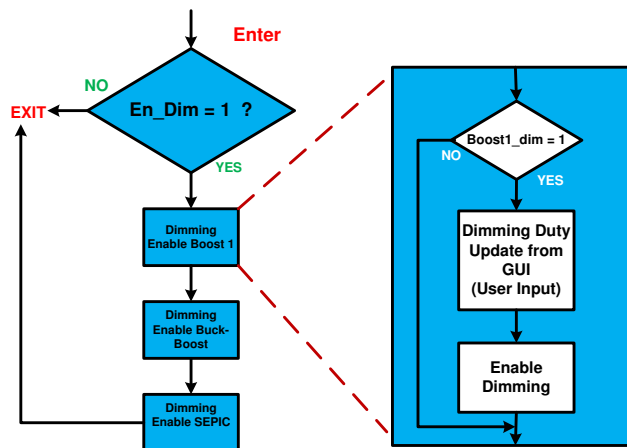 Enter
NO
En_Dim = 1 ?
EXIT
YES
Dimming
Enable Boost 1
Dimming
Enable Buck-
Boost
Dimming
Enable SEPIC
Boost1_dim = 1
NO
YES
Dimming Duty
Update from
GUI
(User Input)
Enable
Dimming